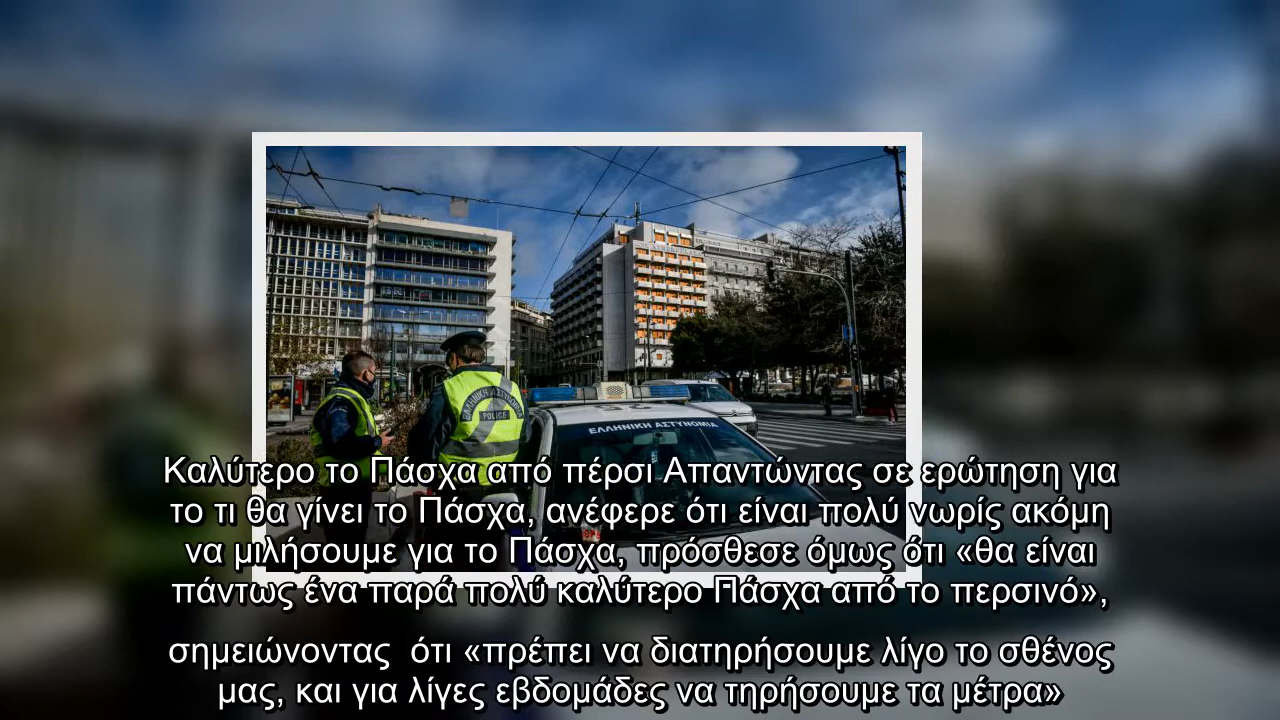 ΕΛΛΗΝΙΚΗ ΑΣΤΥΝΟΜΙΑ
POLICE
ΕΛΛΗΝΙΚΗ ΑΣΤΥΝΟΜΙΑ
Καλύτερο το Πάσχα από πέρσι Απαντώντας σε ερώτηση για
το τι θα γίνει το Πάσχα, ανέφερε ότι είναι πολύ νωρίς ακόμη
να μιλήσουμε για το Πάσχα, πρόσθεσε όμως ότι «θα είναι
πάντως ένα παρά πολύ καλύτερο Πάσχα από το περσινό»,
σημειώνοντας ότι «πρέπει να διατηρήσουμε λίγο το σθένος
μας, και για λίγες εβδομάδες να τηρήσουμε τα μέτρα»